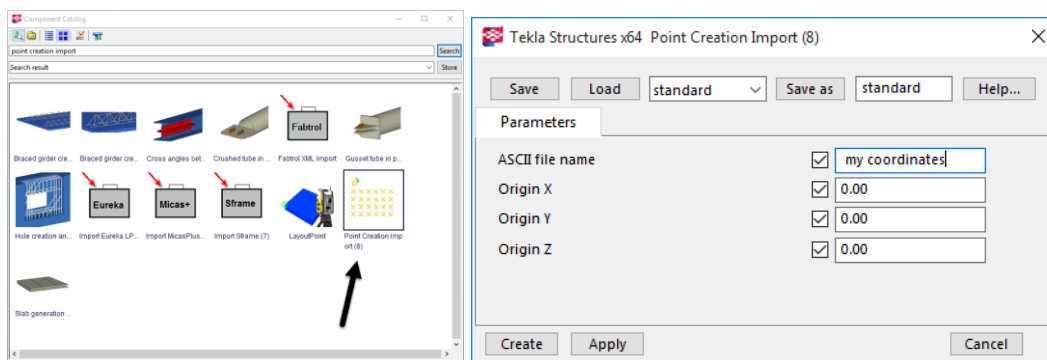 Component Catalog
point creation import
Search
Search result
Store
Fabtrol
Braced girder cre...
Braced girder cre...
Cross angles bet...
Crushed tube in ...
Fabtrol XML Import
Gusset tube in p...
Eureka
Micas+
Sframe
Hole creation an...
Import Eureka LP...
Import MicasPlus...
Import Sframe (7)
LayoutPoint
Point Creation Imp
ort (8)
Slab generation ...
Tekla Structures x64 Point Creation Import (8)
Save
Load
standard
Save as
standard
Help...
Parameters
ASCII file name
my coordinates
Origin X
0.00
Origin Y
0.00
Origin Z
0.00
Create
Apply
Cancel